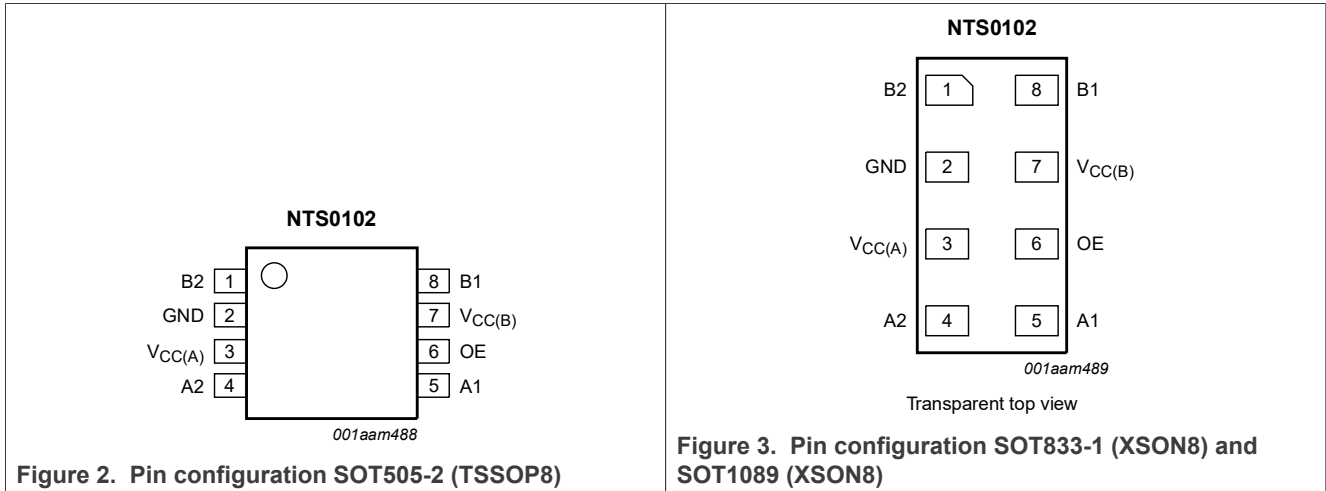 NTS0102
B2 1 8 B1
GND 2 7 VCC(B)
VCC(A) 3 6 OE
A2 4 5 A1
001aam488
Figure 2. Pin configuration SOT505-2 (TSSOP8)
NTS0102
B2 1 8 B1
GND 2 7 VCC(B)
VCC(A) 3 6 OE
A2 4 5 A1
001aam489
Transparent top view
Figure 3. Pin configuration SOT833-1 (XSON8) and
SOT1089 (XSON8)